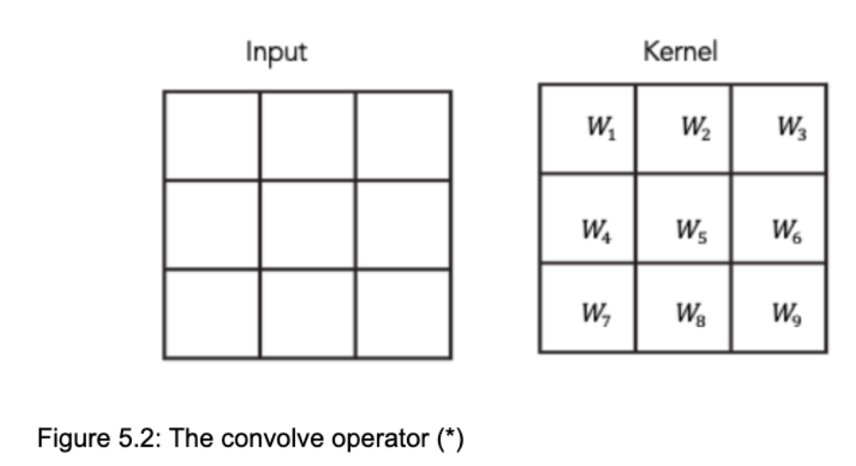 Input Kernel
W₁ W₂ W₃
W₄ W₅ W₆
W₇ W₈ W₉
Figure 5.2: The convolve operator (*)